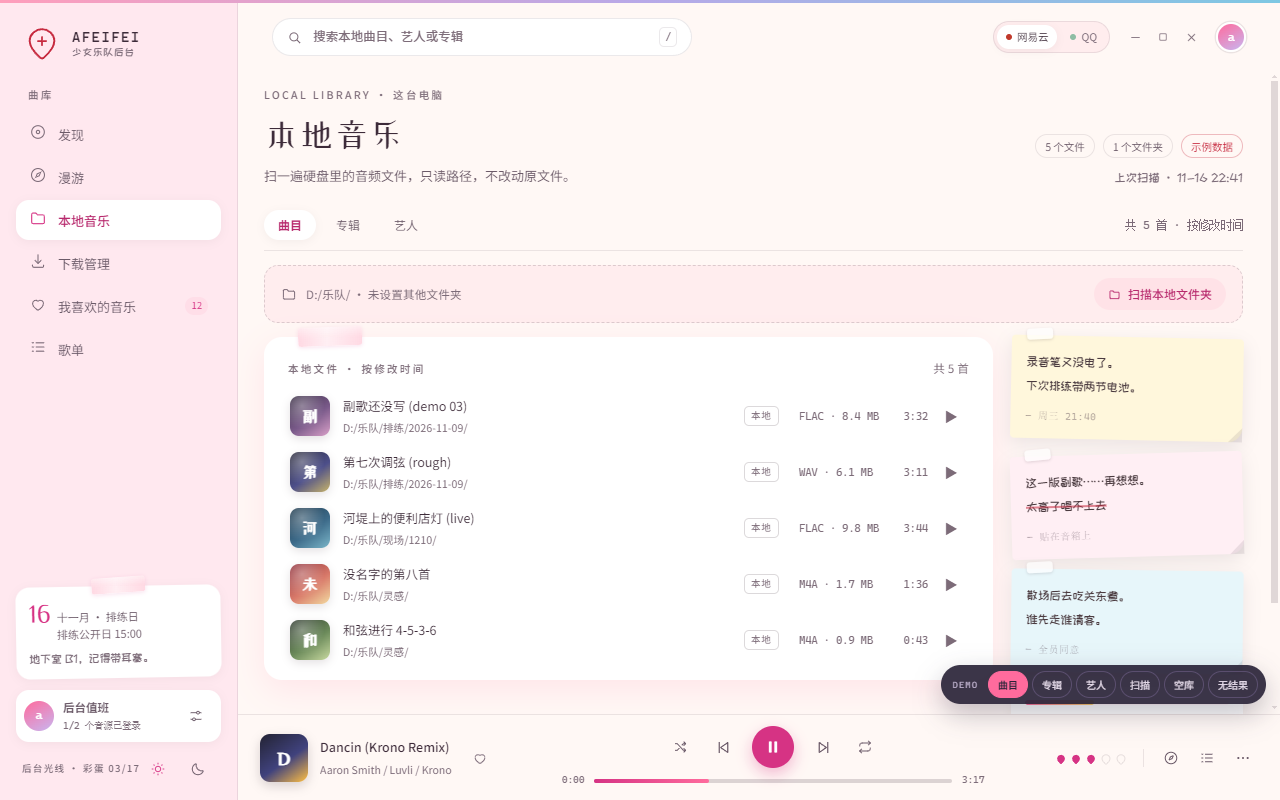 AFEIFEI
少女乐队后台
搜索本地曲目、艺人或专辑
/
网易云
QQ
a
曲库
发现
漫游
本地音乐
下载管理
我喜欢的音乐
12
歌单
LOCAL LIBRARY • 这台电脑
本地音乐
扫一遍硬盘里的音频文件，只读路径，不改动原文件。
5 个文件
1 个文件夹
示例数据
上次扫描 • 11-16 22:41
曲目
专辑
艺人
共 5 首 · 按修改时间
D:/乐队/ • 未设置其他文件夹
扫描本地文件夹
本地文件 • 按修改时间
共 5 首
副
副歌还没写 (demo 03)
D:/乐队/排练/2026-11-09/
本地
FLAC · 8.4 MB
3:32
第
第七次调弦 (rough)
D:/乐队/排练/2026-11-09/
本地
WAV · 6.1 MB
3:11
河
河堤上的便利店灯 (live)
D:/乐队/现场/1210/
本地
FLAC · 9.8 MB
3:44
未
没名字的第八首
D:/乐队/灵感/
本地
M4A · 1.7 MB
1:36
和
和弦进行 4-5-3-6
D:/乐队/灵感/
本地
M4A · 0.9 MB
0:43
录音笔又没电了。
下次排练带两节电池。
— 周三 21:40
这一版副歌……再想想。
太高了唱不上去
— 贴在音箱上
散场后去吃关东煮。
谁先走谁请客。
— 全员同意
DEMO
曲目
专辑
艺人
扫描
空库
无结果
16
十一月 • 排练日
排练公开日 15:00
地下室 B1，记得带耳塞。
a
后台值班
1/2 个音源已登录
后台光线 • 彩蛋 03/17
D
Dancin (Krono Remix)
Aaron Smith / Luvli / Krono
0:00
3:17